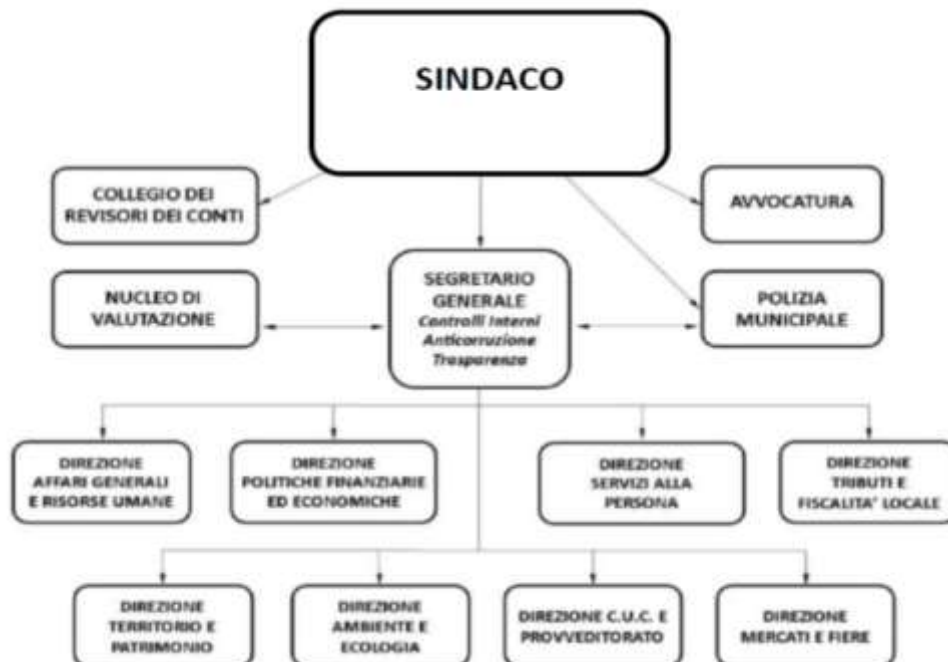 SINDACO
COLLEGIO DEI
REVISORI DEI CONTI
AVVOCATURA
NUCLEO DI
VALUTAZIONE
SEGRETARIO
GENERALE
Controlli Interni
Anticorruzione
Trasparenza
POLIZIA
MUNICIPALE
DIREZIONE
AFFARI GENERALI
E RISORSE UMANE
DIREZIONE
POLITICHE FINANZIARIE
ED ECONOMICHE
DIREZIONE
SERVIZI ALLA
PERSONA
DIREZIONE
TRIBUTI E
FISCALITA' LOCALE
DIREZIONE
TERRITORIO E
PATRIMONIO
DIREZIONE
AMBIENTE E
ECOLOGIA
DIREZIONE C.U.C. E
PROVVEDITORATO
DIREZIONE
MERCATI E FIERE